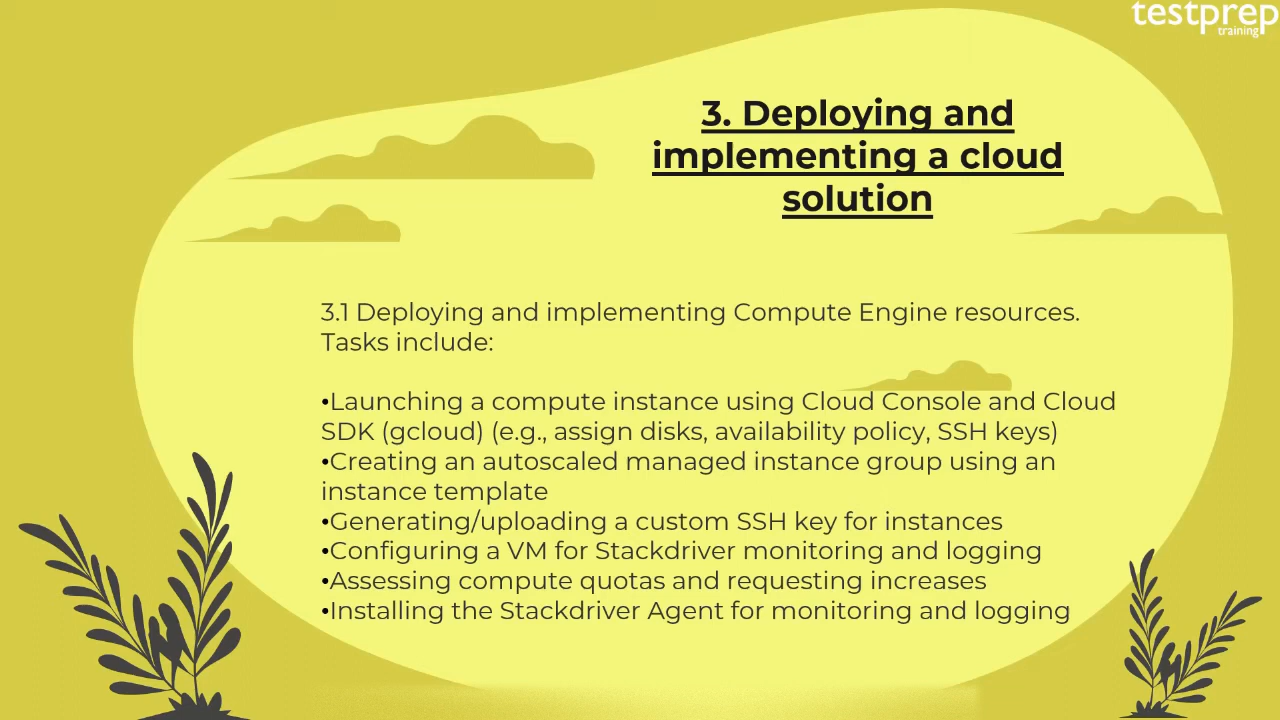 testprep
training
3. Deploying and
implementing a cloud
solution
3.1 Deploying and implementing Compute Engine resources.
Tasks include:
•Launching a compute instance using Cloud Console and Cloud
SDK (gcloud) (e.g., assign disks, availability policy, SSH keys)
•Creating an autoscaled managed instance group using an
instance template
•Generating/uploading a custom SSH key for instances
•Configuring a VM for Stackdriver monitoring and logging
•Assessing compute quotas and requesting increases
•Installing the Stackdriver Agent for monitoring and logging